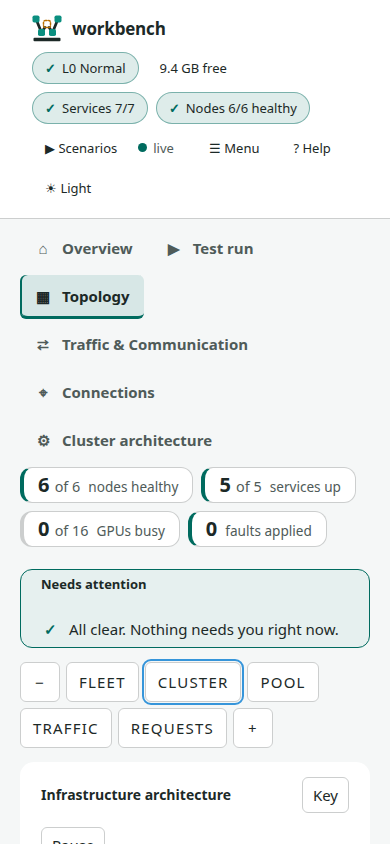 workbench
✓ L0 Normal 9.4 GB free
✓ Services 7/7 ✓ Nodes 6/6 healthy
▶ Scenarios live ☰ Menu ? Help
☀ Light
⌂ Overview ▶ Test run
▦ Topology
⇄ Traffic & Communication
⌖ Connections
⚙ Cluster architecture
6 of 6 nodes healthy 5 of 5 services up
0 of 16 GPUs busy 0 faults applied
Needs attention
✓ All clear. Nothing needs you right now.
− FLEET CLUSTER POOL
TRAFFIC REQUESTS +
Infrastructure architecture Key
Pause